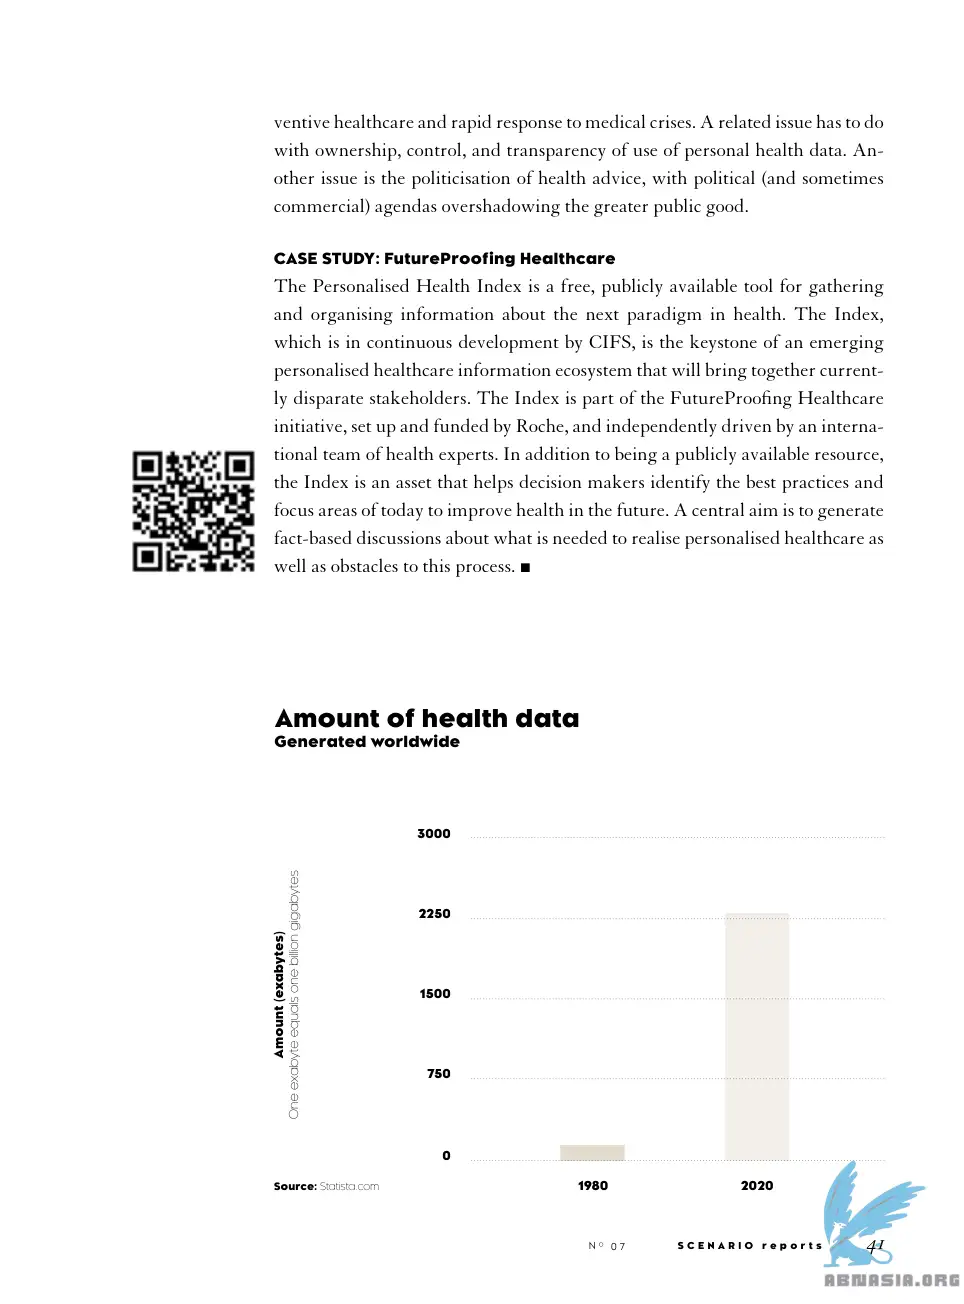 ventive healthcare and rapid response to medical crises. A related issue has to do
with ownership, control, and transparency of use of personal health data. An-
other issue is the politicisation of health advice, with political (and sometimes
commercial) agendas overshadowing the greater public good.
CASE STUDY: FutureProofing Healthcare
The Personalised Health Index is a free, publicly available tool for gathering
and organising information about the next paradigm in health. The Index,
which is in continuous development by CIFS, is the keystone of an emerging
personalised healthcare information ecosystem that will bring together current-
ly disparate stakeholders. The Index is part of the FutureProofing Healthcare
initiative, set up and funded by Roche, and independently driven by an interna-
tional team of health experts. In addition to being a publicly available resource,
the Index is an asset that helps decision makers identify the best practices and
focus areas of today to improve health in the future. A central aim is to generate
fact-based discussions about what is needed to realise personalised healthcare as
well as obstacles to this process. ■
Amount of health data
Generated worldwide
Amount (exabytes)
One exabyte equals one billion gigabytes
3000
2250
1500
750
0
1980
2020
Source: Statista.com
Nº 07
SCENARIO reports
41
ABNASIA.ORG